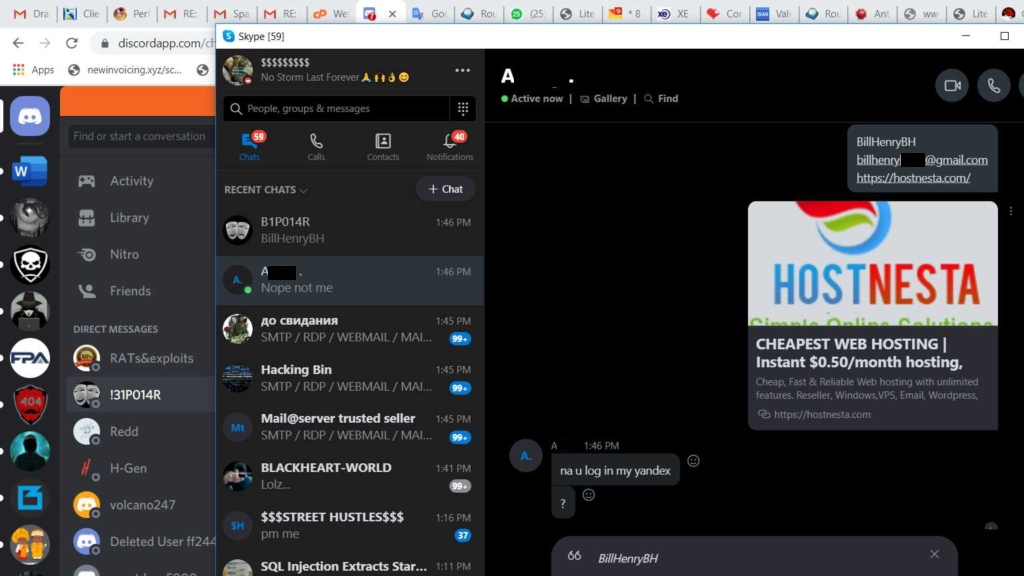 Dra
Clie
Per
RE:
Spa
RE:
We
Goo
Rou
(25)
Lite
* 8
XE
Cor
Valu
Rou
Ant
www
Lite
discordapp.com/ch
Apps
newinvoicing.xyz/sc...
Skype [59]
$$$$$$$$$
No Storm Last Forever
People, groups & messages
59
40
Chats
Calls
Contacts
Notifications
RECENT CHATS
+ Chat
B1P014R
1:46 PM
BillHenryBH
A.
A .
1:46 PM
Nope not me
до свидания
1:45 PM
SMTP / RDP / WEBMAIL / MAI...
99+
Hacking Bin
1:45 PM
SMTP / RDP / WEBMAIL / MAI...
99+
Mt
Mail@server trusted seller
1:45 PM
SMTP / RDP / WEBMAIL / MAI...
99+
BLACKHEART-WORLD
1:41 PM
Lolz...
99+
$H
$$$STREET HUSTLES$$$
1:16 PM
pm me
37
SQL Injection Extracts Star...
1:11 PM
Find or start a conversation
Activity
Library
Nitro
Friends
DIRECT MESSAGES
RATs&exploits
!31P014R
Redd
H-Gen
volcano247
Deleted User ff244
W
FPA
404
A .
Active now | Gallery | Find
BillHenryBH
billhenry @gmail.com
https://hostnesta.com/
HOSTNESTA
Simple Online Solutions
CHEAPEST WEB HOSTING |
Instant $0.50/month hosting,
Cheap, Fast & Reliable Web hosting with unlimited
features. Reseller, Windows,VPS, Email, Wordpress,
https://hostnesta.com
A 1:46 PM
A.
na u log in my yandex
?
BillHenryBH